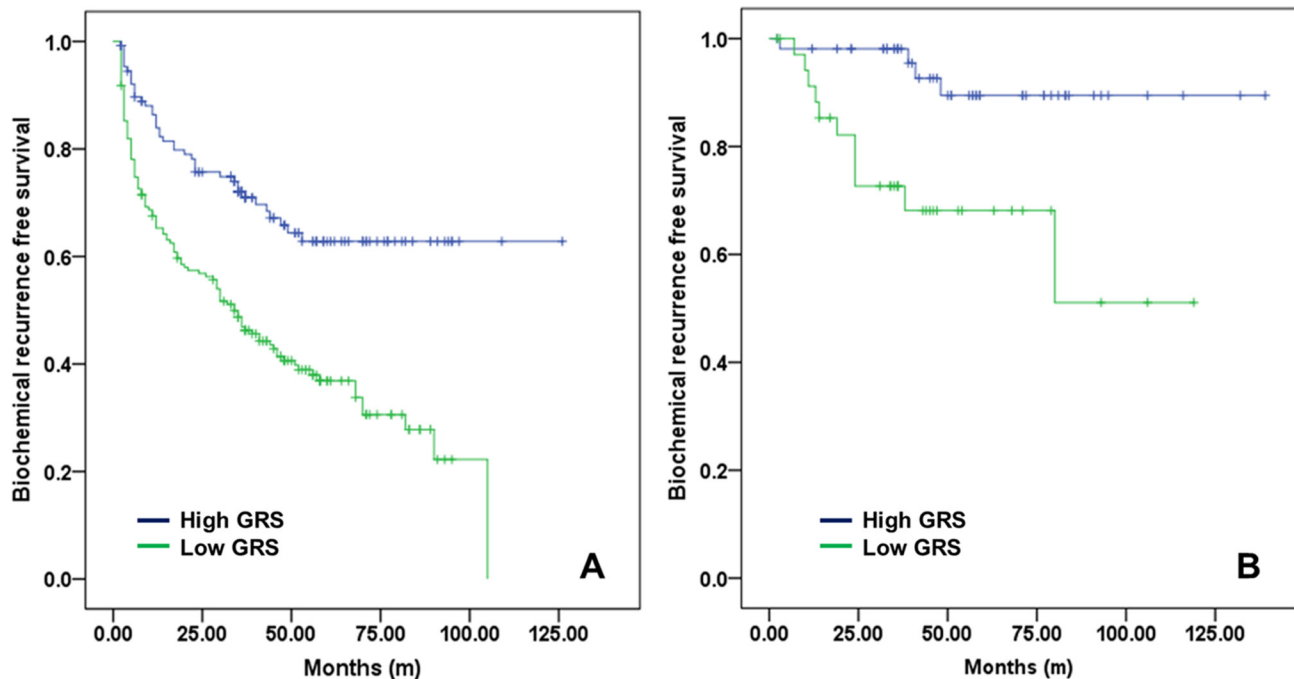 Biochemical recurrence free survival
1.0
0.8
0.6
0.4
0.2
0.0
High GRS
Low GRS
A
0.00 25.00 50.00 75.00 100.00 125.00
Months (m)
Biochemical recurrence free survival
1.0
0.8
0.6
0.4
0.2
0.0
High GRS
Low GRS
B
0.00 25.00 50.00 75.00 100.00 125.00
Months (m)